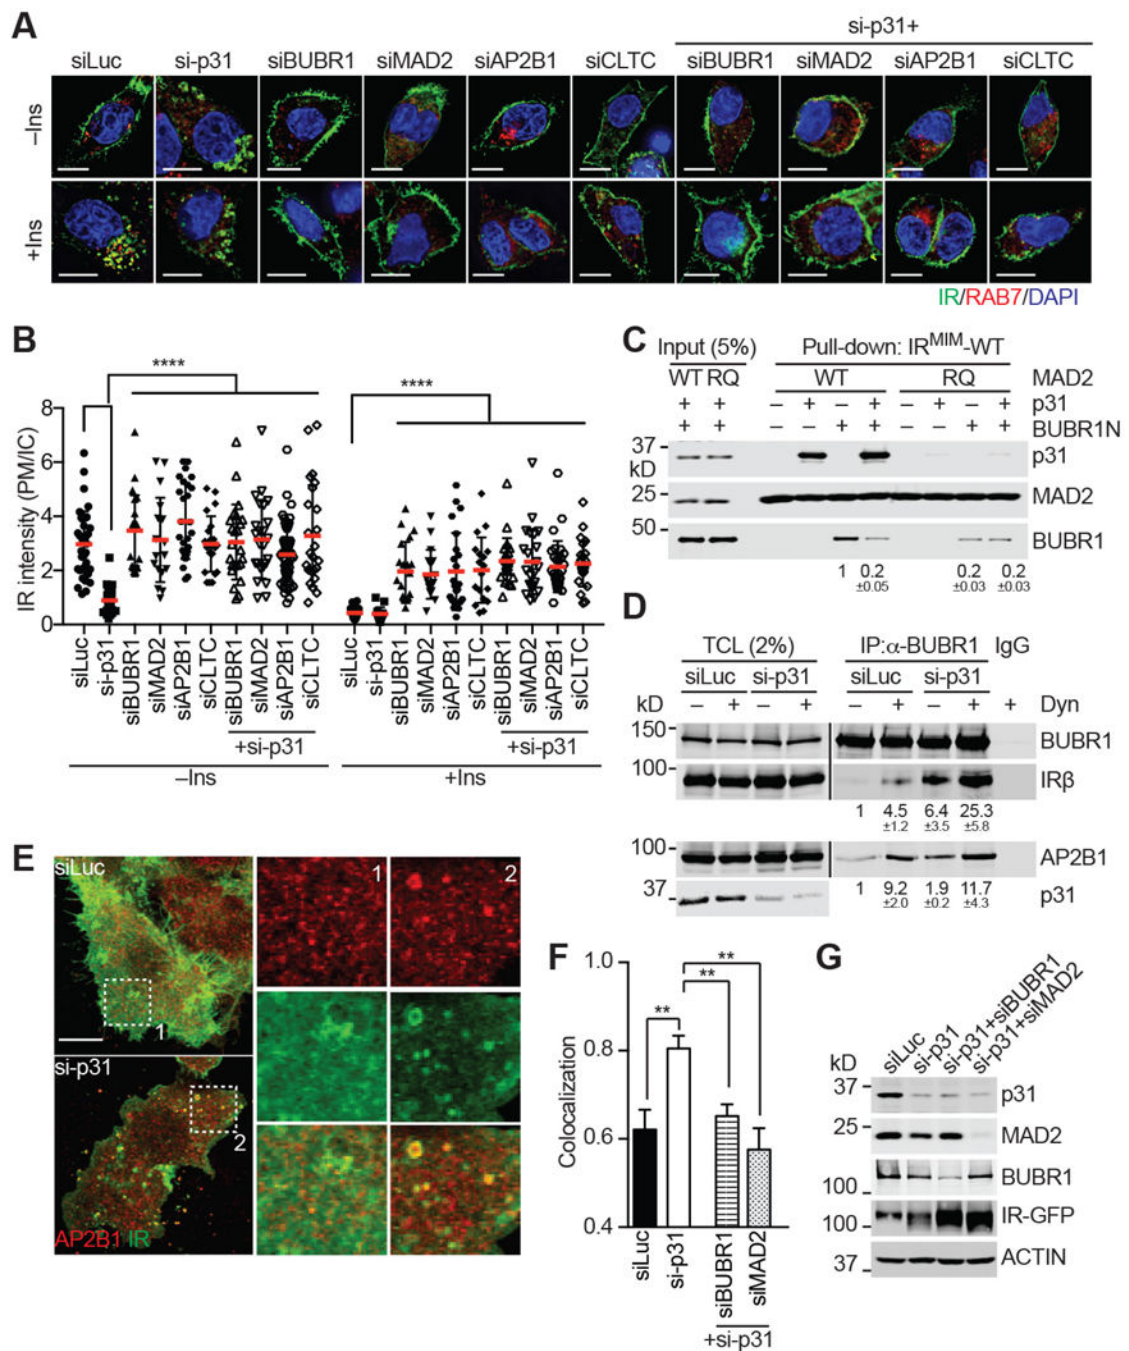 A
si-p31+
siLuc si-p31 siBUBR1 siMAD2 siAP2B1 siCLTC siBUBR1 siMAD2 siAP2B1 siCLTC
–Ins
+Ins
IR/RAB7/DAPI
B
IR intensity (PM/IC)
8
6
4
2
0
****
****
siLuc si-p31 siBUBR1 siMAD2 siAP2B1 siCLTC siBUBR1 siMAD2 siAP2B1 siCLTC
siLuc si-p31 siBUBR1 siMAD2 siAP2B1 siCLTC siBUBR1 siMAD2 siAP2B1 siCLTC
+si-p31 +si-p31
–Ins +Ins
C
Input (5%) Pull-down: IR^MIM-WT
WT RQ WT RQ MAD2
+ + – + – + – + – + p31
+ + – – + + – – + + BUBR1N
37
kD
p31
25
MAD2
50
BUBR1
1 0.2 0.2 0.2
±0.05 ±0.03 ±0.03
D
TCL (2%) IP:α-BUBR1 IgG
siLuc si-p31 siLuc si-p31
kD – + – + – + – + + Dyn
150
BUBR1
100
IRβ
1 4.5 6.4 25.3
±1.2 ±3.5 ±5.8
100
AP2B1
37
1 9.2 1.9 11.7 p31
±2.0 ±0.2 ±4.3
E
siLuc
1
si-p31
2
AP2B1 IR
1
2
F
Colocalization
1.0
0.8
0.6
0.4
**
**
**
siLuc si-p31 siBUBR1 siMAD2
+si-p31
G
siLuc si-p31 si-p31+siBUBR1 si-p31+siMAD2
kD
37
p31
25
MAD2
BUBR1
100
IR-GFP
100
ACTIN
37